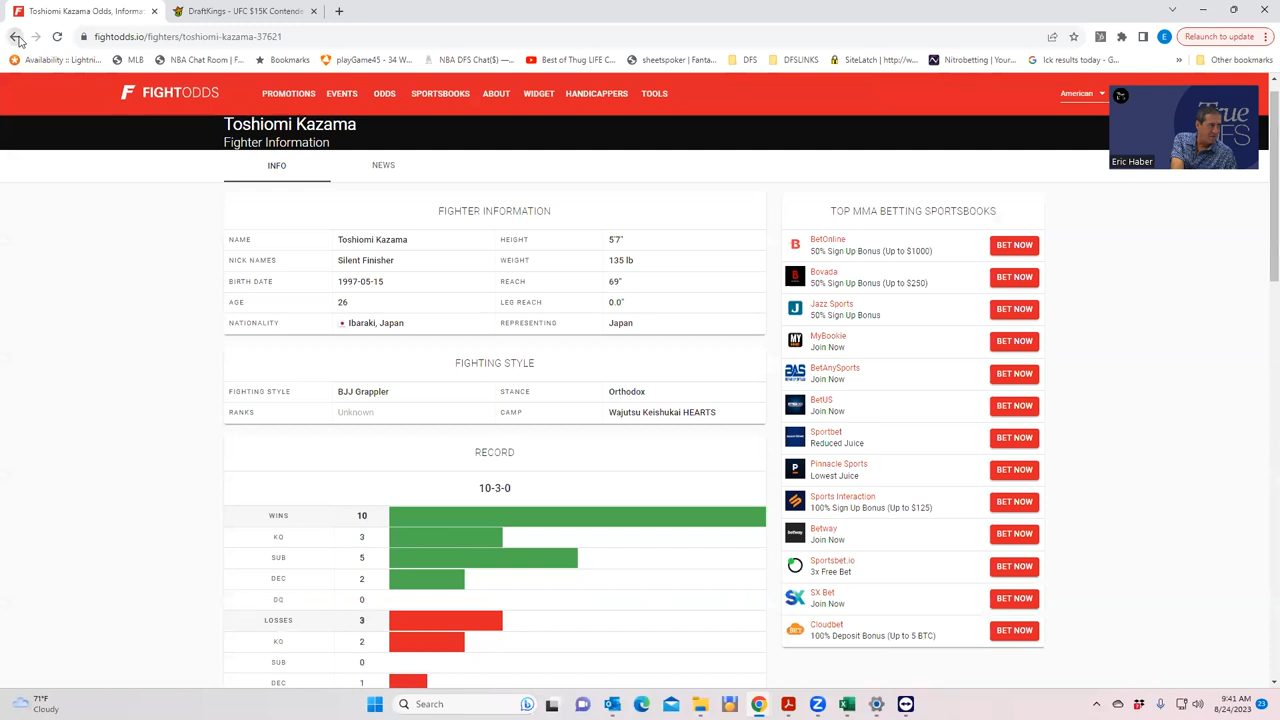 Toshiomi Kazama Odds, Informa
DraftKings - UFC $15K Contende
fightodds.io/fighters/toshiomi-kazama-37621
E
Relaunch to update
Availability :: Lightni...
MLB
NBA Chat Room | F...
Bookmarks
playGame45 - 34 W...
NBA DFS Chat($) —...
Best of Thug LIFE C...
sheetspoker | Fanta...
DFS
DFSLINKS
SiteLatch | http://w...
Nitrobetting | Your...
lck results today - G...
»
Other bookmarks
FIGHTODDS
PROMOTIONS EVENTS ODDS SPORTSBOOKS ABOUT WIDGET HANDICAPPERS TOOLS
American
Toshiomi Kazama
Fighter Information
True
DFS
Eric Haber
INFO NEWS
FIGHTER INFORMATION
NAME Toshiomi Kazama HEIGHT 5'7"
NICK NAMES Silent Finisher WEIGHT 135 lb
BIRTH DATE 1997-05-15 REACH 69"
AGE 26 LEG REACH 0.0"
NATIONALITY Ibaraki, Japan REPRESENTING Japan
FIGHTING STYLE
FIGHTING STYLE BJJ Grappler STANCE Orthodox
RANKS Unknown CAMP Wajutsu Keishukai HEARTS
RECORD
10-3-0
WINS 10
KO 3
SUB 5
DEC 2
DQ 0
LOSSES 3
KO 2
SUB 0
DEC 1
TOP MMA BETTING SPORTSBOOKS
BetOnline
50% Sign Up Bonus (Up to $1000)
BET NOW
Bovada
50% Sign Up Bonus (Up to $250)
BET NOW
Jazz Sports
50% Sign Up Bonus
BET NOW
MyBookie
Join Now
BET NOW
BetAnySports
Join Now
BET NOW
BetUS
Join Now
BET NOW
Sportbet
Reduced Juice
BET NOW
Pinnacle Sports
Lowest Juice
BET NOW
Sports Interaction
100% Sign Up Bonus (Up to $125)
BET NOW
Betway
Join Now
BET NOW
Sportsbet.io
3x Free Bet
BET NOW
SX Bet
Join Now
BET NOW
Cloudbet
100% Deposit Bonus (Up to 5 BTC)
BET NOW
71°F
Cloudy
Search
9:41 AM
8/24/2023
23